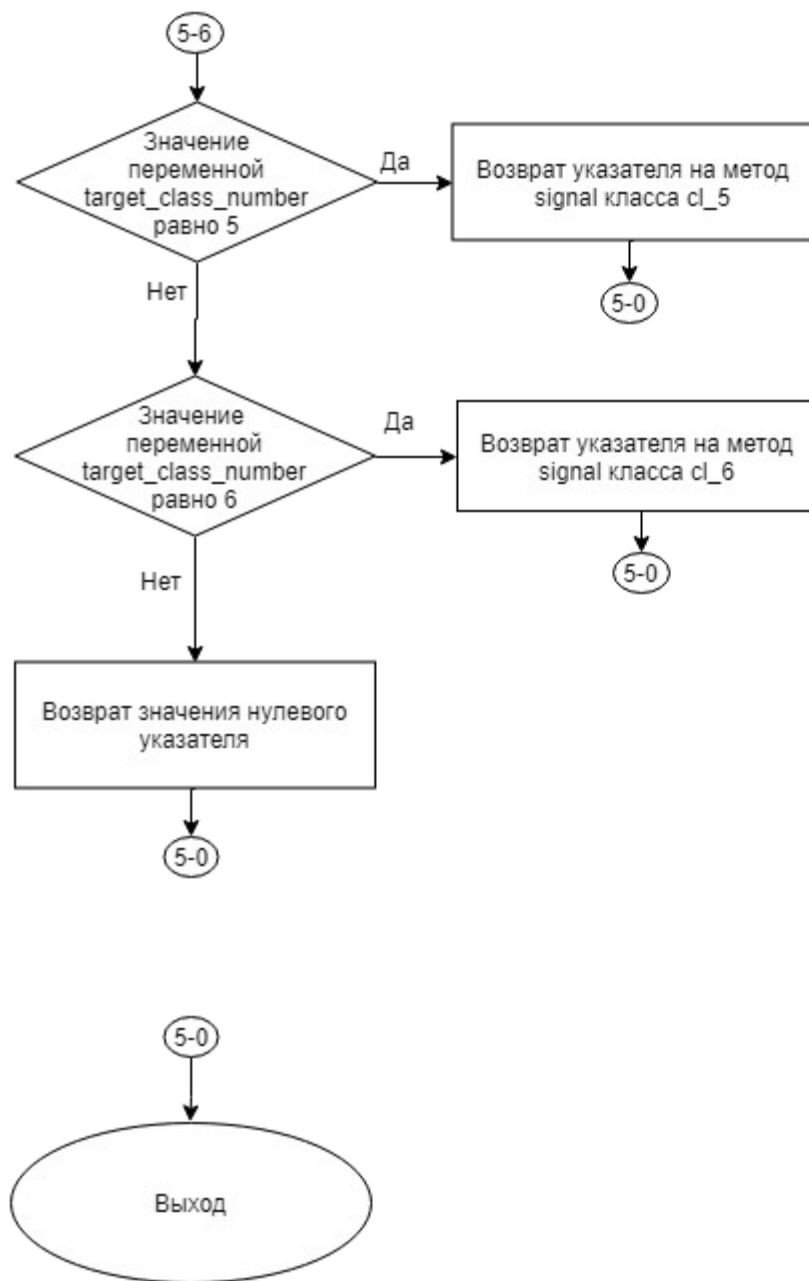 5-6
Значение
переменной
target_class_number
равно 5
Да
Возврат указателя на метод
signal класса cl_5
5-0
Нет
Значение
переменной
target_class_number
равно 6
Да
Возврат указателя на метод
signal класса cl_6
5-0
Нет
Возврат значения нулевого
указателя
5-0
5-0
Выход